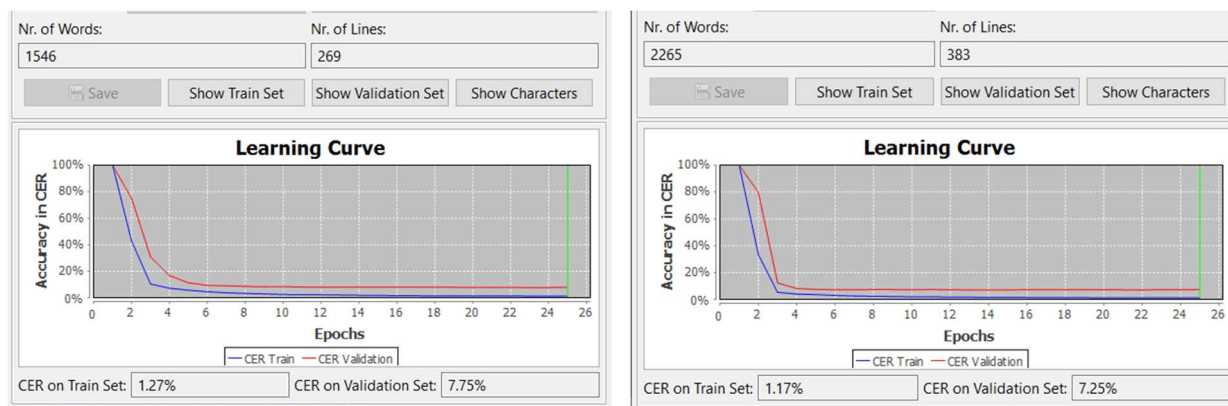 Nr. of Words: Nr. of Lines:
1546 269
Save Show Train Set Show Validation Set Show Characters
Learning Curve
Accuracy in CER
100%
80%
60%
40%
20%
0%
0 2 4 6 8 10 12 14 16 18 20 22 24 26
Epochs
CER Train CER Validation
CER on Train Set: 1.27% CER on Validation Set: 7.75%
Nr. of Words: Nr. of Lines:
2265 383
Save Show Train Set Show Validation Set Show Characters
Learning Curve
Accuracy in CER
100%
80%
60%
40%
20%
0%
0 2 4 6 8 10 12 14 16 18 20 22 24 26
Epochs
CER Train CER Validation
CER on Train Set: 1.17% CER on Validation Set: 7.25%